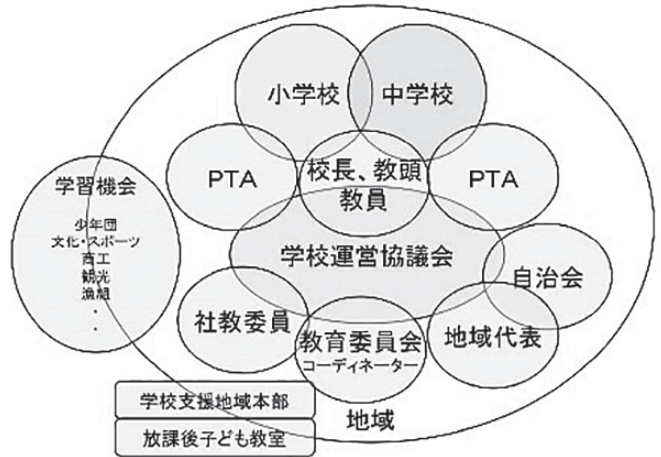 小学校
中学校
PTA
校長、教頭
教員
PTA
学習機会
少年団
文化・スポーツ
商工
観光
漁組
・
・
学校運営協議会
自治会
社教委員
教育委員会
コーディネーター
地域代表
学校支援地域本部
放課後子ども教室
地域